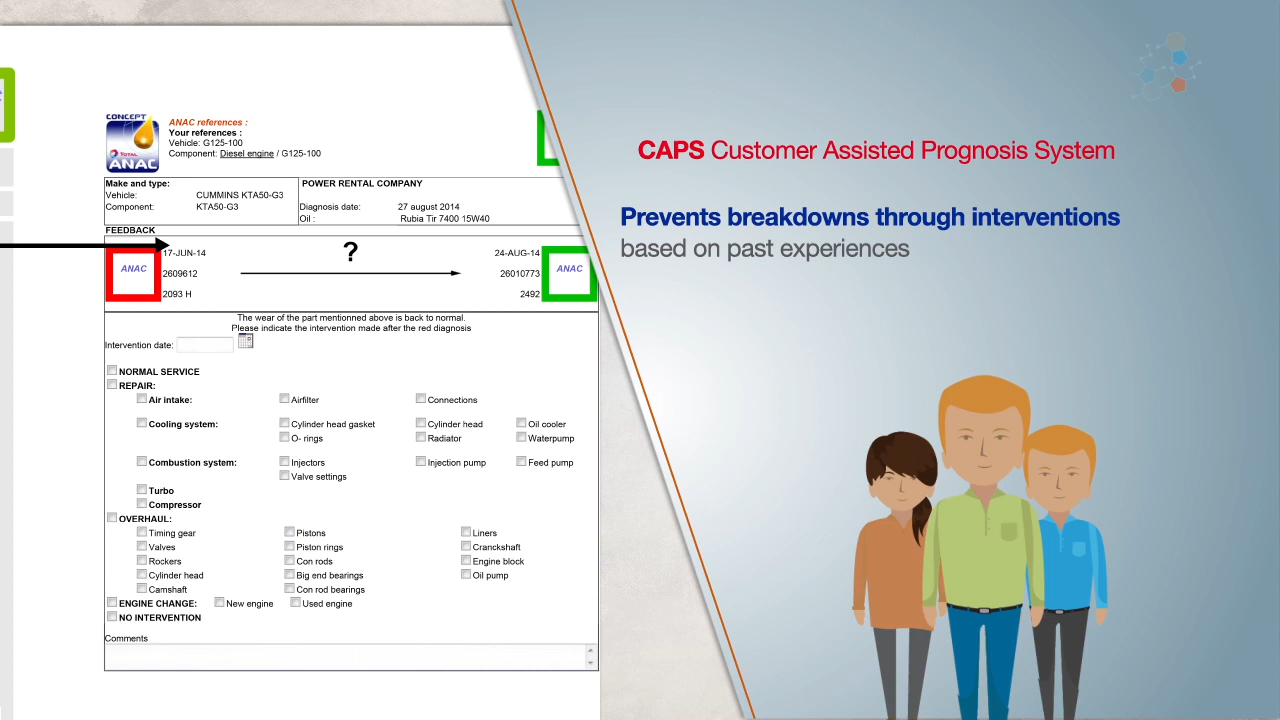 CONCEPT
TOTAL
ANAC
ANAC references :
Your references :
Vehicle: G125-100
Component: Diesel engine / G125-100
Make and type:
Vehicle: CUMMINS KTA50-G3
Component: KTA50-G3
POWER RENTAL COMPANY
Diagnosis date: 27 august 2014
Oil : Rubia Tir 7400 15W40
FEEDBACK
17-JUN-14 ? 24-AUG-14
ANAC 2609612 26010773 ANAC
2093 H 2492
The wear of the part mentionned above is back to normal.
Please indicate the intervention made after the red diagnosis
Intervention date:
NORMAL SERVICE
REPAIR:
Air intake: Airfilter Connections
Cooling system: Cylinder head gasket Cylinder head Oil cooler
O- rings Radiator Waterpump
Combustion system: Injectors Injection pump Feed pump
Valve settings
Turbo
Compressor
OVERHAUL:
Timing gear Pistons Liners
Valves Piston rings Cranckshaft
Rockers Con rods Engine block
Cylinder head Big end bearings Oil pump
Camshaft Con rod bearings
ENGINE CHANGE: New engine Used engine
NO INTERVENTION
Comments
CAPS Customer Assisted Prognosis System
Prevents breakdowns through interventions
based on past experiences